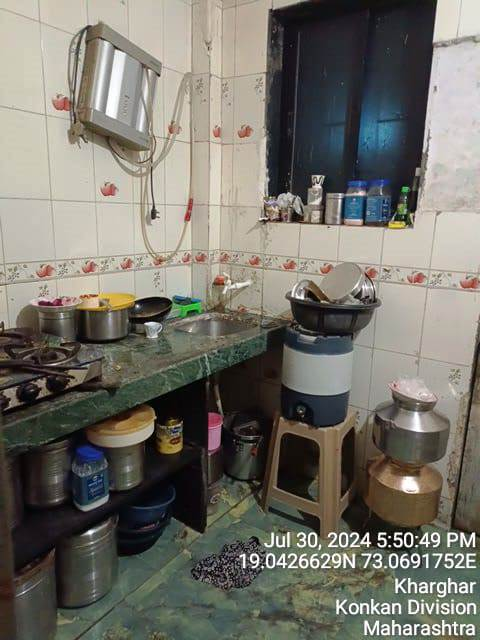 Jul 30, 2024 5:50:49 PM
19.0426629N 73.0691752E
Kharghar
Konkan Division
Maharashtra